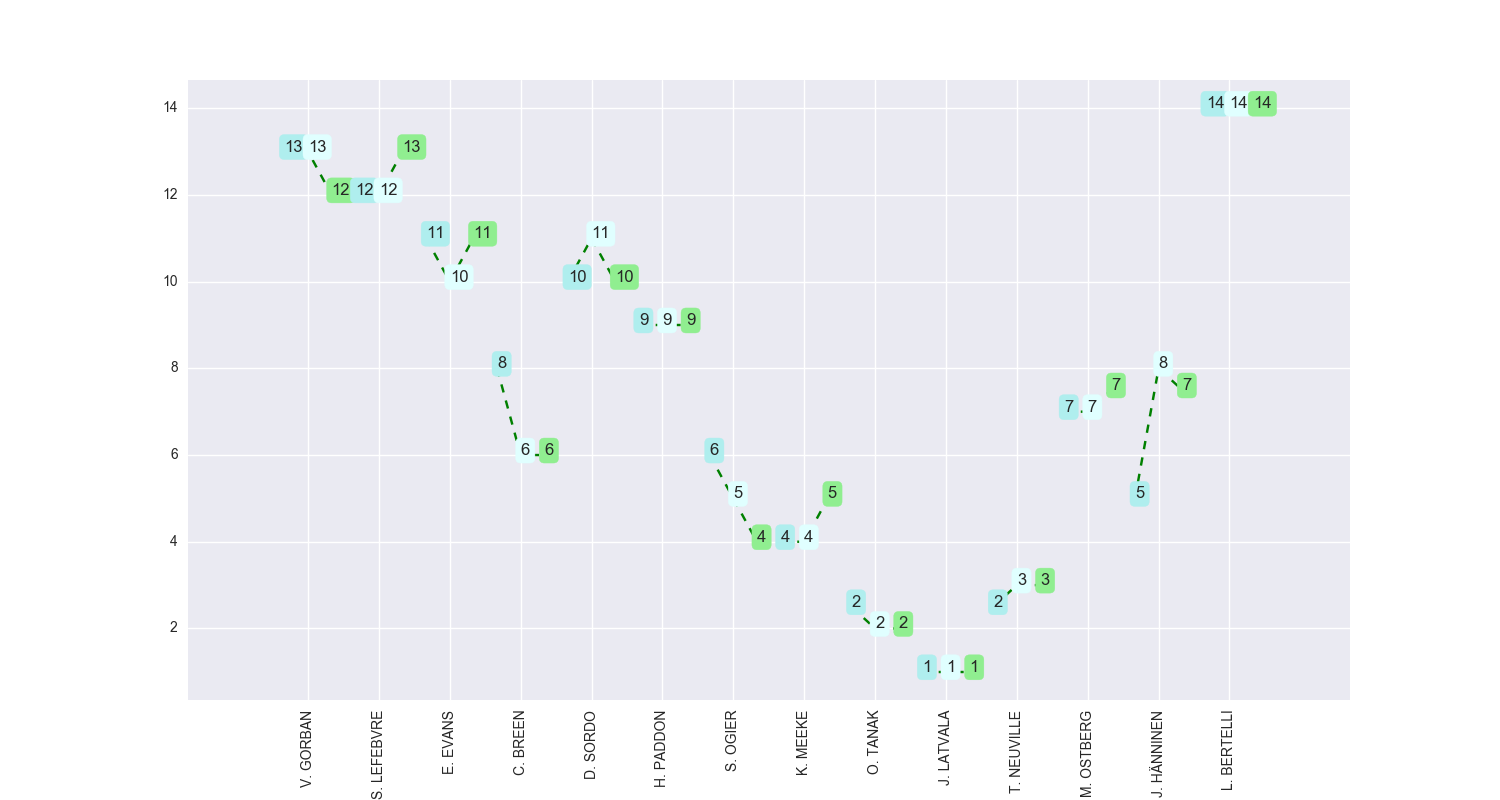 14
14 14 14
13 13
13
12
12 12 12
11
11
11
10
10
10
10
9 9 9
8
8
8
7 7
7
7
6
6 6
6
5
5
5
4
4 4 4
2
3 3
2
2
2 2
1 1 1
V. GORBAN
S. LEFEBVRE
E. EVANS
C. BREEN
D. SORDO
H. PADDON
S. OGIER
K. MEEKE
O. TANAK
J. LATVALA
T. NEUVILLE
M. OSTBERG
J. HÄNNINEN
L. BERTELLI